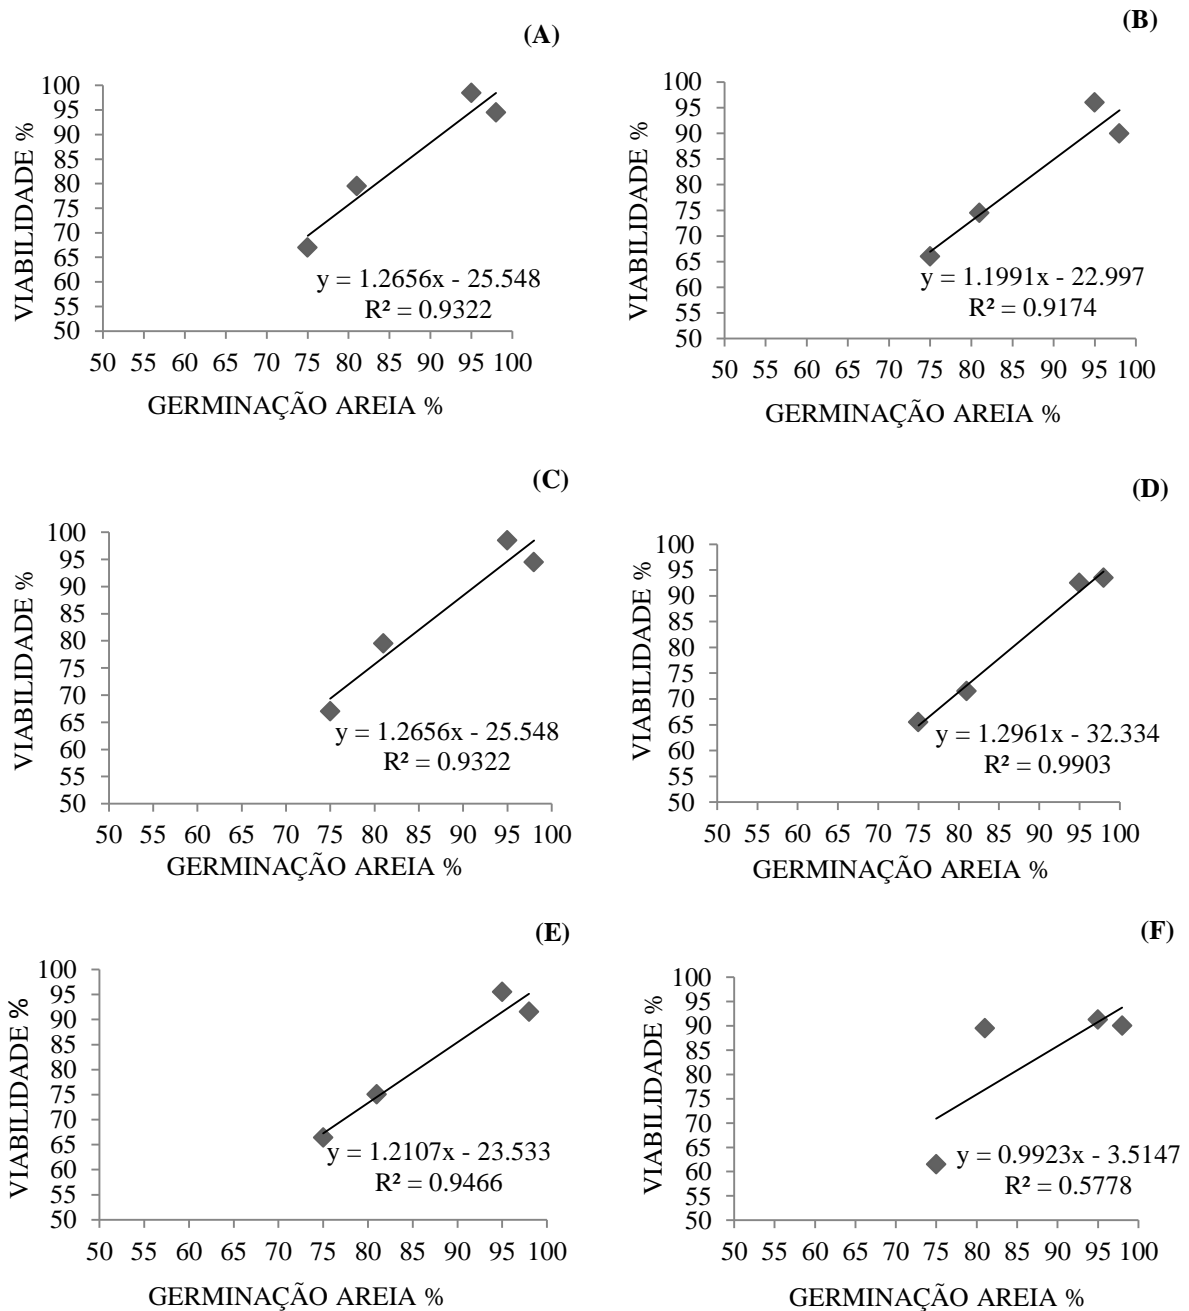 (A)
VIABILIDADE %
100
95
90
85
80
75
70
65
60
55
50
y = 1.2656x - 25.548
R² = 0.9322
50 55 60 65 70 75 80 85 90 95 100
GERMINAÇÃO AREIA %
(B)
VIABILIDADE %
100
95
90
85
80
75
70
65
60
55
50
y = 1.1991x - 22.997
R² = 0.9174
50 55 60 65 70 75 80 85 90 95 100
GERMINAÇÃO AREIA %
(C)
VIABILIDADE %
100
95
90
85
80
75
70
65
60
55
50
y = 1.2656x - 25.548
R² = 0.9322
50 55 60 65 70 75 80 85 90 95 100
GERMINAÇÃO AREIA %
(D)
VIABILIDADE %
100
95
90
85
80
75
70
65
60
55
50
y = 1.2961x - 32.334
R² = 0.9903
50 55 60 65 70 75 80 85 90 95 100
GERMINAÇÃO AREIA %
(E)
VIABILIDADE %
100
95
90
85
80
75
70
65
60
55
50
y = 1.2107x - 23.533
R² = 0.9466
50 55 60 65 70 75 80 85 90 95 100
GERMINAÇÃO AREIA %
(F)
VIABILIDADE %
100
95
90
85
80
75
70
65
60
55
50
y = 0.9923x - 3.5147
R² = 0.5778
50 55 60 65 70 75 80 85 90 95 100
GERMINAÇÃO AREIA %